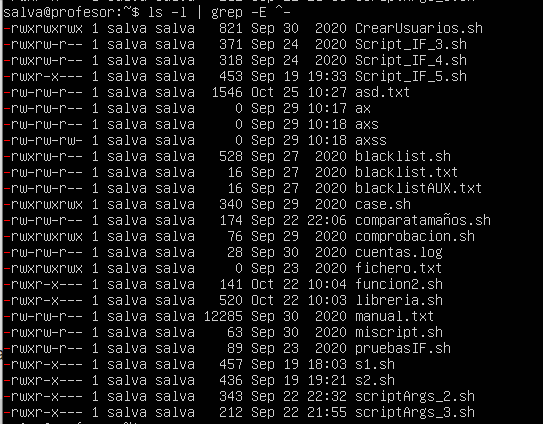 salva@profesor:~$ ls -l | grep -E ^-
-rwxrwxrwx 1 salva salva   821 Sep 30  2020 CrearUsuarios.sh
-rwxrw-r-- 1 salva salva   371 Sep 24  2020 Script_IF_3.sh
-rwxrw-r-- 1 salva salva   318 Sep 24  2020 Script_IF_4.sh
-rwxr-x--- 1 salva salva   453 Sep 19 19:33 Script_IF_5.sh
-rw-rw-r-- 1 salva salva  1546 Oct 25 10:27 asd.txt
-rw-rw-r-- 1 salva salva     0 Sep 29 10:17 ax
-rw-rw-r-- 1 salva salva     0 Sep 29 10:18 axs
-rw-rw-rw- 1 salva salva     0 Sep 29 10:18 axss
-rwxrw-r-- 1 salva salva   528 Sep 27  2020 blacklist.sh
-rw-rw-r-- 1 salva salva    16 Sep 27  2020 blacklist.txt
-rw-rw-r-- 1 salva salva    16 Sep 27  2020 blacklistAUX.txt
-rwxrwxrwx 1 salva salva   340 Sep 29  2020 case.sh
-rw-rw-r-- 1 salva salva   174 Sep 22 22:06 comparatamaños.sh
-rwxrwxrwx 1 salva salva    76 Sep 29  2020 comprobacion.sh
-rw-rw-r-- 1 salva salva    28 Sep 30  2020 cuentas.log
-rwxrwxrwx 1 salva salva     0 Sep 23  2020 fichero.txt
-rwxr-x--- 1 salva salva   141 Oct 22 10:04 funcion2.sh
-rwxr-x--- 1 salva salva   520 Oct 22 10:03 libreria.sh
-rw-rw-r-- 1 salva salva 12285 Sep 30  2020 manual.txt
-rwxrw-r-- 1 salva salva    63 Sep 30  2020 miscript.sh
-rwxrw-r-- 1 salva salva    89 Sep 23  2020 pruebasIF.sh
-rwxr-x--- 1 salva salva   457 Sep 19 18:03 s1.sh
-rwxr-x--- 1 salva salva   436 Sep 19 19:21 s2.sh
-rwxr-x--- 1 salva salva   343 Sep 22 22:32 scriptArgs_2.sh
-rwxr-x--- 1 salva salva   212 Sep 22 21:55 scriptArgs_3.sh